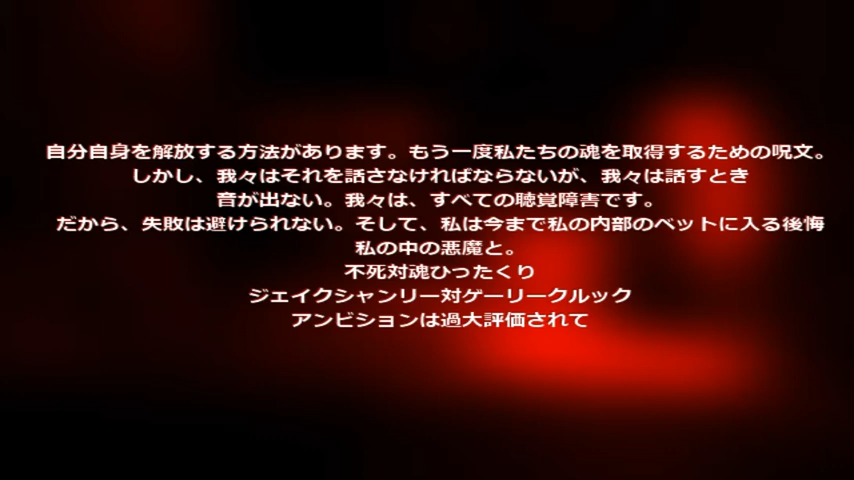 自分自身を解放する方法があります。もう一度私たちの魂を取得するための呪文。
しかし、我々はそれを話さなければならないが、我々は話すとき
音が出ない。我々は、すべての聴覚障害です。
だから、失敗は避けられない。そして、私は今まで私の内部のベットに入る後悔
私の中の悪魔と。
不死対魂ひったくり
ジェイクシャンリー対ゲーリークルック
アンビションは過大評価されて